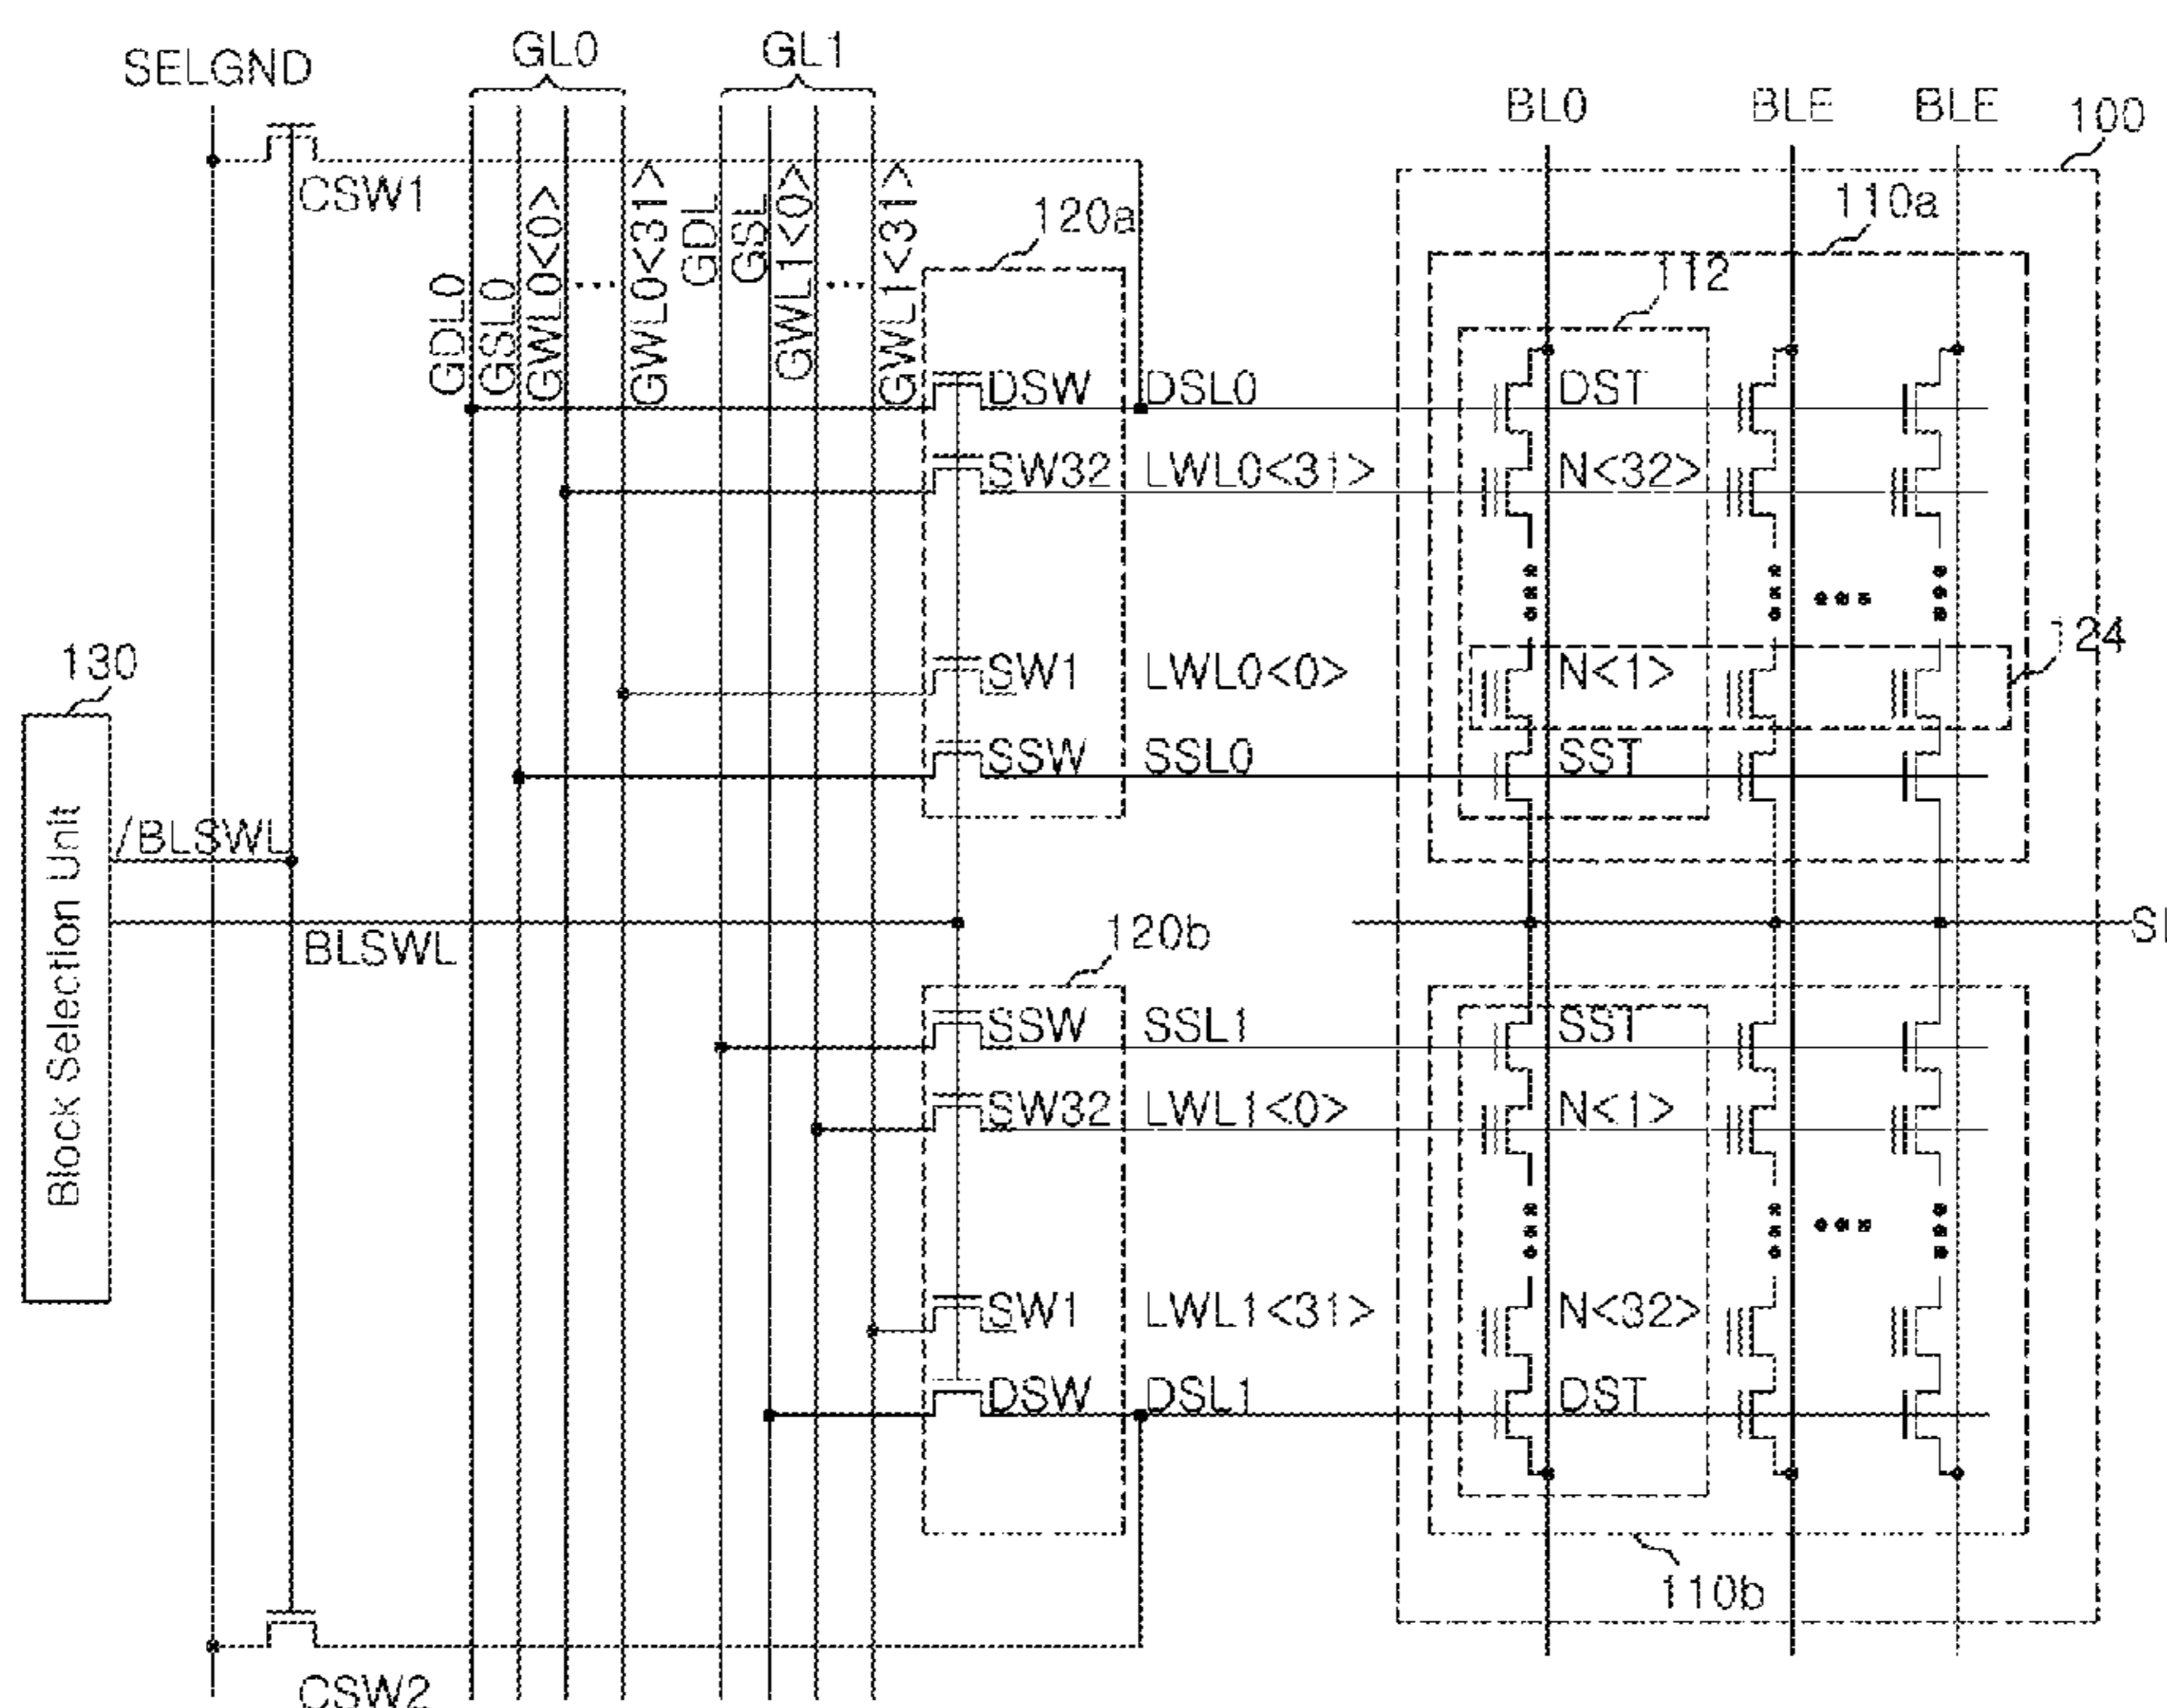 SELGND
GL0
GL1
BL0
BLE
BLE
100
CSW1
GDL0
GSL0
GWL0<0>
...
GWL0<31>
GDL
GSL
GWL1<0>
...
GWL1<31>
120a
110a
112
DSW
DSL0
DST
SW32
LWL0<31>
N<32>
124
130
SW1
LWL0<0>
N<1>
SSW
SSL0
SST
Block Selection Unit
/BLSWL
BLSWL
120b
SSW
SSL1
SST
SW32
LWL1<0>
N<1>
SW1
LWL1<31>
N<32>
DSW
DSL1
DST
110b
CSW2